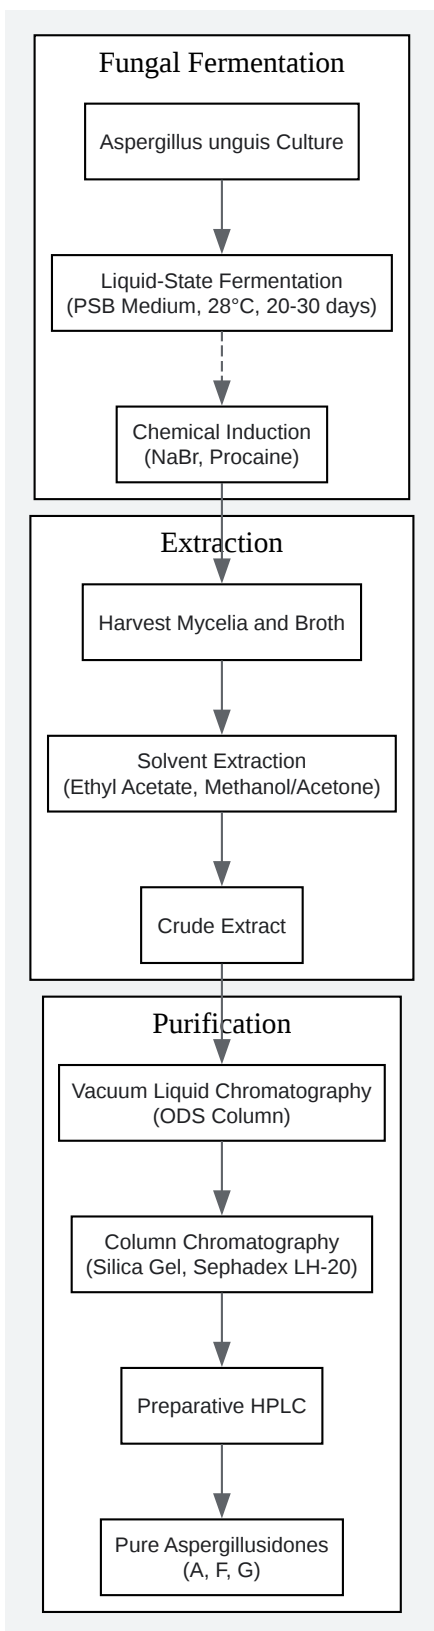 Fungal Fermentation
Aspergillus unguis Culture
Liquid-State Fermentation
(PSB Medium, 28°C, 20-30 days)
Chemical Induction
(NaBr, Procaine)
Extraction
Harvest Mycelia and Broth
Solvent Extraction
(Ethyl Acetate, Methanol/Acetone)
Crude Extract
Purification
Vacuum Liquid Chromatography
(ODS Column)
Column Chromatography
(Silica Gel, Sephadex LH-20)
Preparative HPLC
Pure Aspergillusidones
(A, F, G)